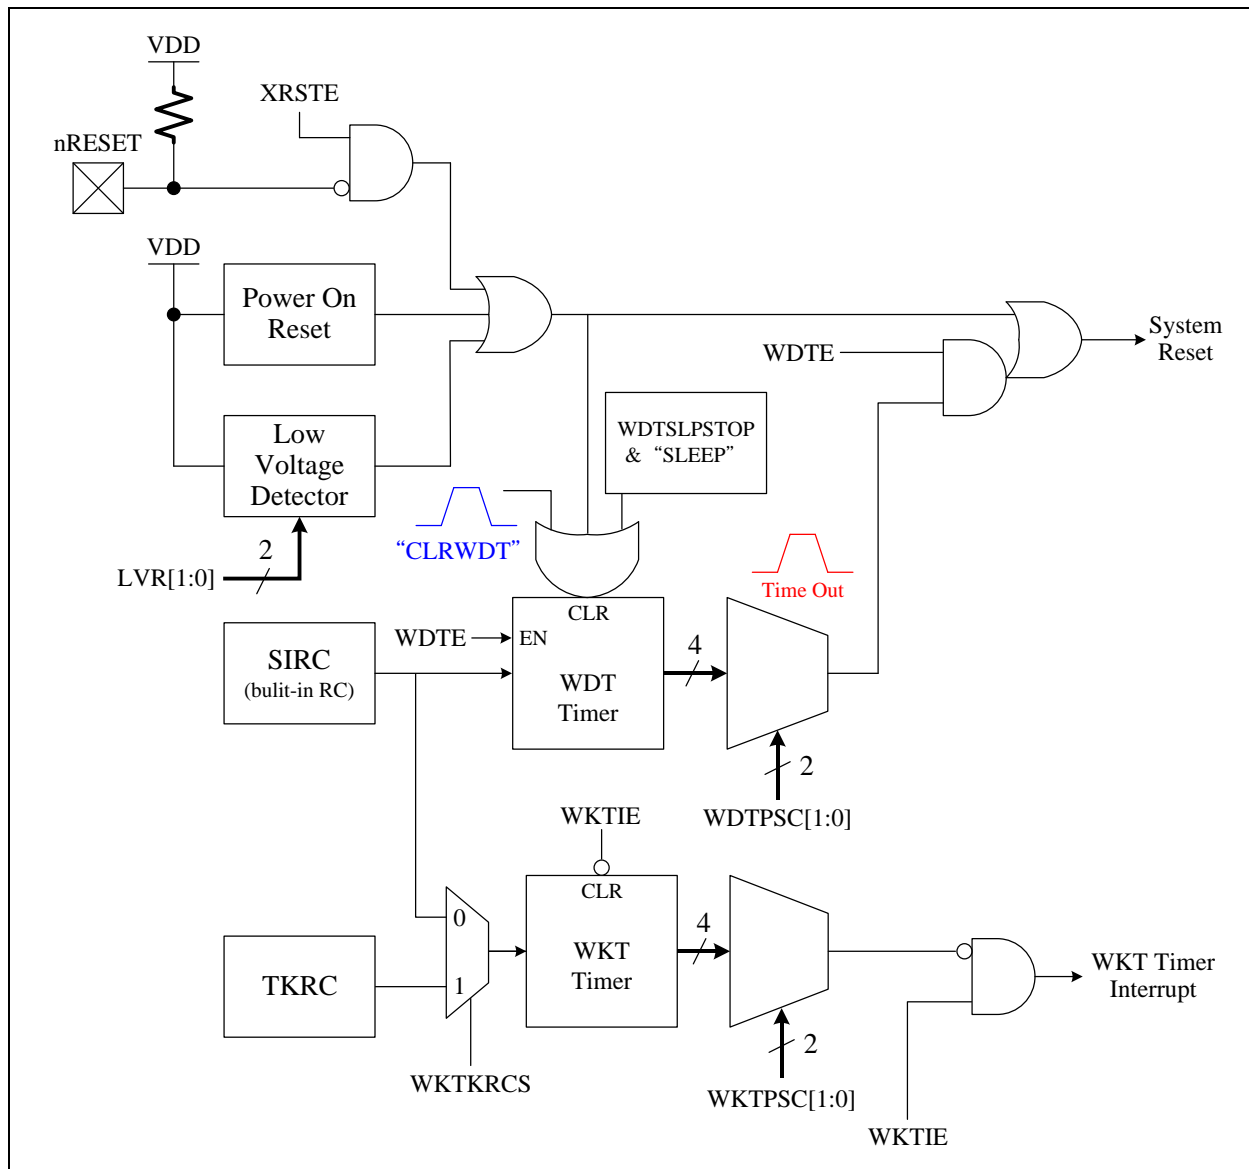 VDD
XRSTE
nRESET
VDD
Power On
Reset
WDTE
System
Reset
Low
Voltage
Detector
WDTSLPSTOP
& “SLEEP”
“CLRWDT”
2
LVR[1:0]
Time Out
CLR
WDTE
EN
SIRC
(bulit-in RC)
WDT
Timer
4
2
WDTPSC[1:0]
WKTIE
CLR
0
4
TKRC
1
WKT
Timer
WKT Timer
Interrupt
2
WKTKRCS
WKTPSC[1:0]
WKTIE